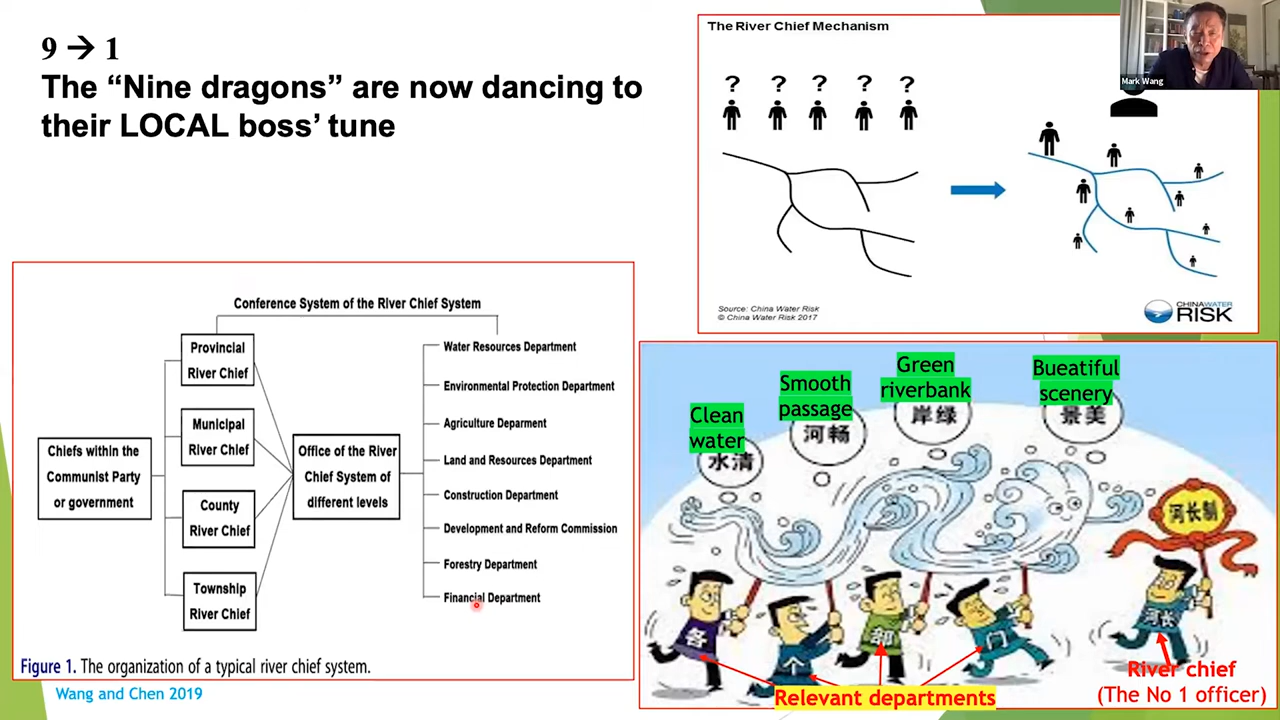 9 → 1
The “Nine dragons” are now dancing to
their LOCAL boss’ tune
The River Chief Mechanism
? ? ? ? ?
Source: China Water Risk
© China Water Risk 2017
CHINAWATER
RISK
Mark Wang
Conference System of the River Chief System
Chiefs within the
Communist Party
or government
Provincial
River Chief
Municipal
River Chief
County
River Chief
Township
River Chief
Office of the River
Chief System of
different levels
Water Resources Department
Environmental Protection Department
Agriculture Deparment
Land and Resources Department
Construction Department
Development and Reform Commission
Forestry Department
Financial Department
Figure 1. The organization of a typical river chief system.
Wang and Chen 2019
Clean
water
水清
Smooth
passage
河畅
Green
riverbank
岸绿
Bueatiful
scenery
景美
河长制
各
个
部
门
河长
Relevant departments
River chief
(The No 1 officer)